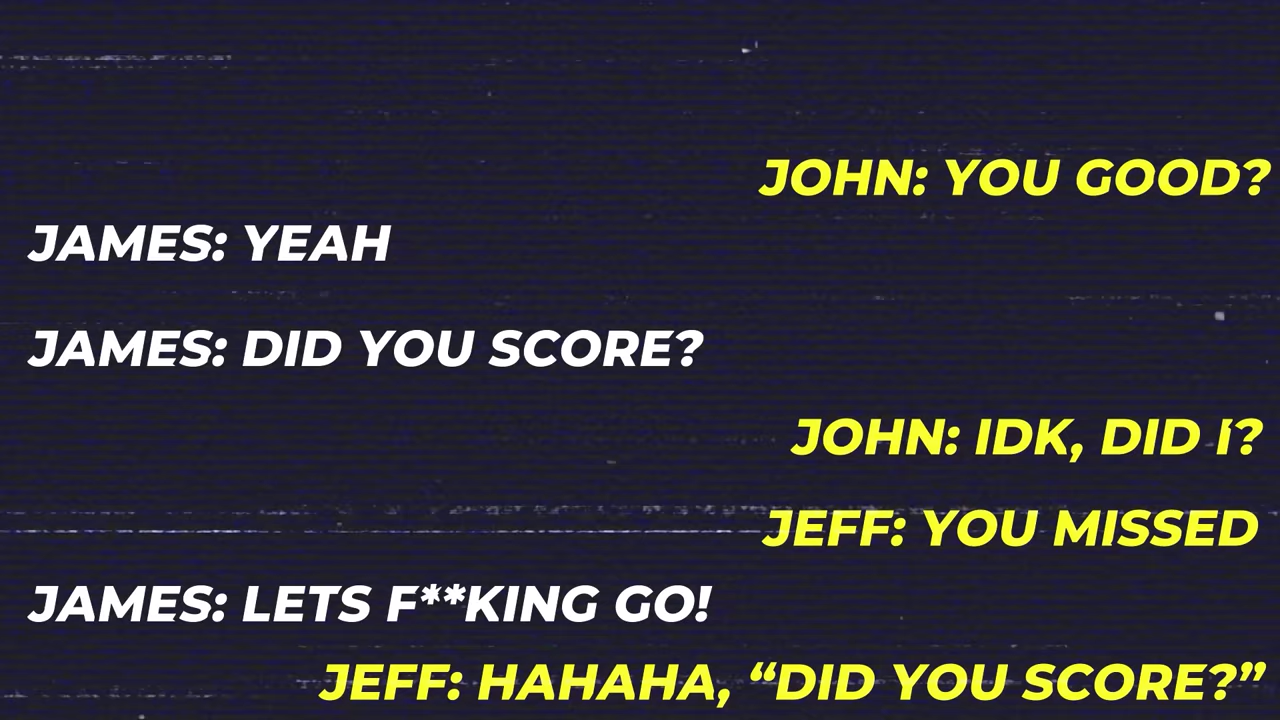 JOHN: YOU GOOD?
JAMES: YEAH
JAMES: DID YOU SCORE?
JOHN: IDK, DID I?
JEFF: YOU MISSED
JAMES: LETS F**KING GO!
JEFF: HAHAHA, “DID YOU SCORE?”